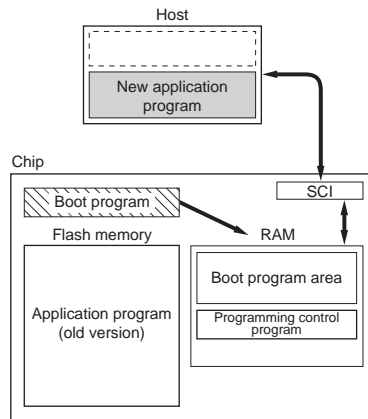 Host
New application
program
Chip
SCI
Boot program
Flash memory
RAM
Boot program area
Application program
(old version)
Programming control
program